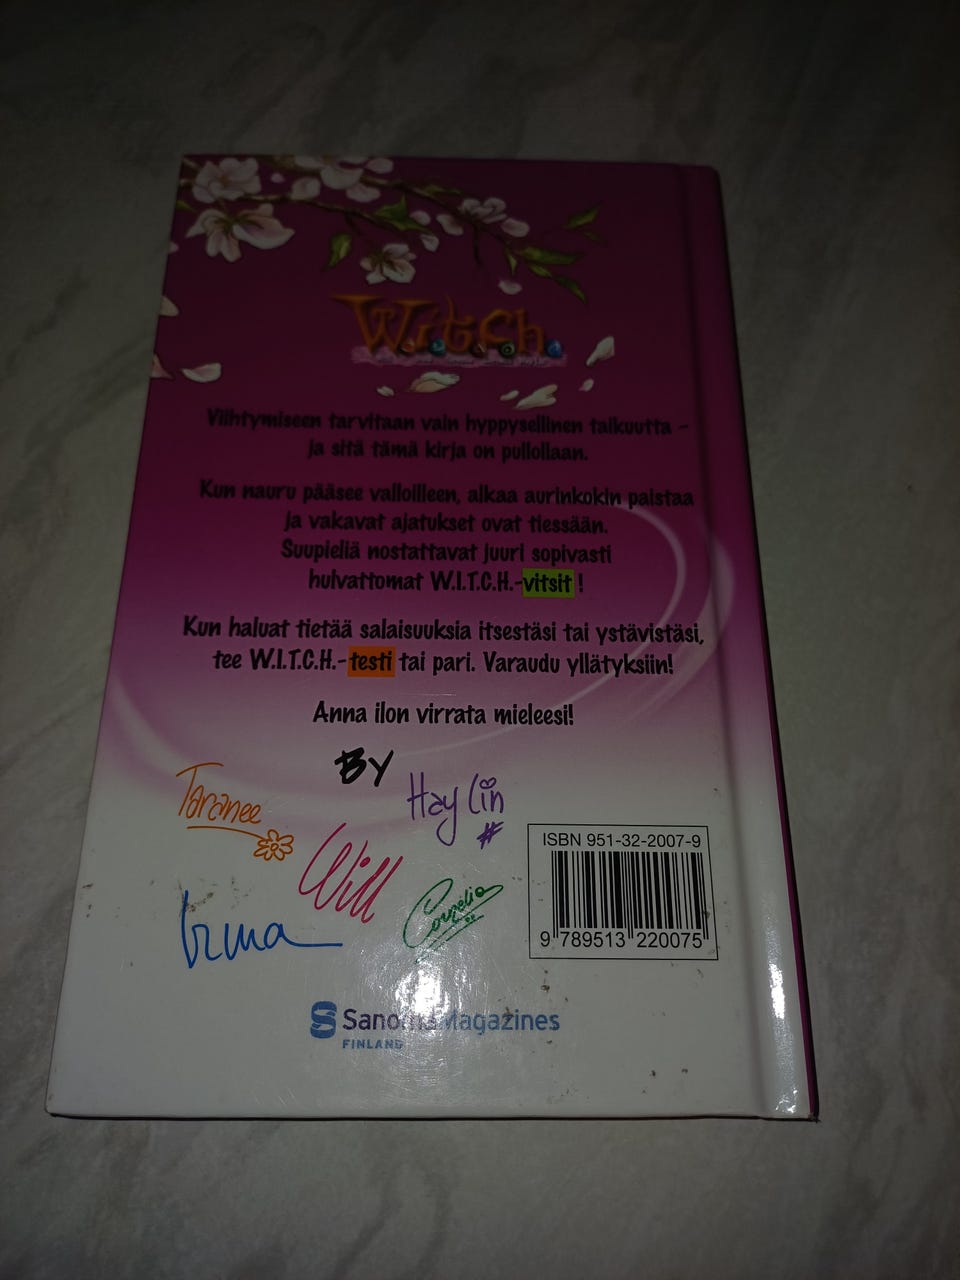 W.i.t.c.h.
Viihtymiseen tarvitaan vain hyppysellinen taikuutta –
ja sitä tämä kirja on pullollaan.
Kun nauru pääsee valloilleen, alkaa aurinkokin paistaa
ja vakavat ajatukset ovat tiessään.
Suupieliä nostattavat juuri sopivasti
hulvattomat W.I.T.C.H.-vitsit!
Kun haluat tietää salaisuuksia itsestäsi tai ystävistäsi,
tee W.I.T.C.H.-testi tai pari. Varaudu yllätyksiin!
Anna ilon virrata mieleesi!
BY
Taranee
Hay Lin
Will
Irma
Cornelia
ISBN 951-32-2007-9
9 789513 220075
Sanoma Magazines
FINLAND